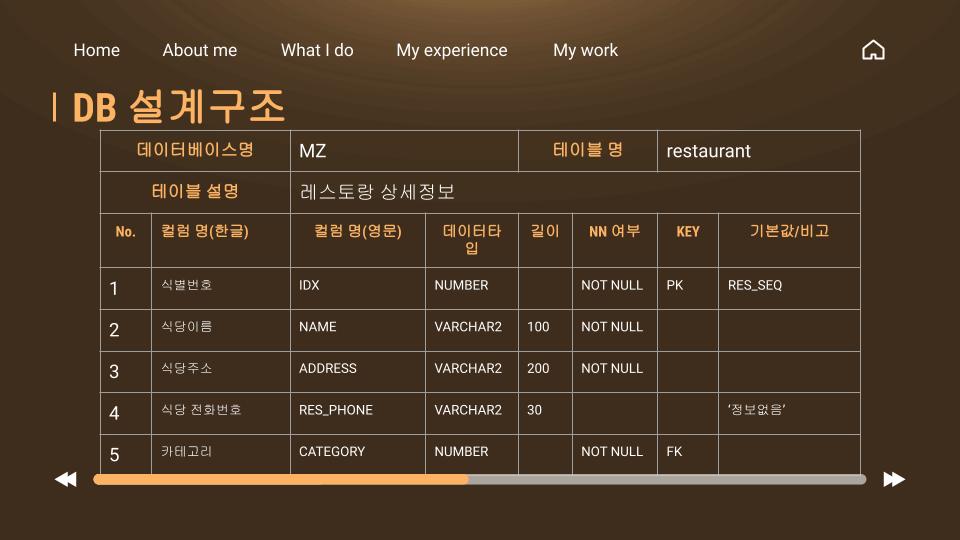 Home About me What I do My experience My work
DB 설계구조
데이터베이스명 MZ 테이블 명 restaurant
테이블 설명 레스토랑 상세정보
No. 컬럼 명(한글) 컬럼 명(영문) 데이터타입 길이 NN 여부 KEY 기본값/비고
1 식별번호 IDX NUMBER NOT NULL PK RES_SEQ
2 식당이름 NAME VARCHAR2 100 NOT NULL
3 식당주소 ADDRESS VARCHAR2 200 NOT NULL
4 식당 전화번호 RES_PHONE VARCHAR2 30 '정보없음'
5 카테고리 CATEGORY NUMBER NOT NULL FK